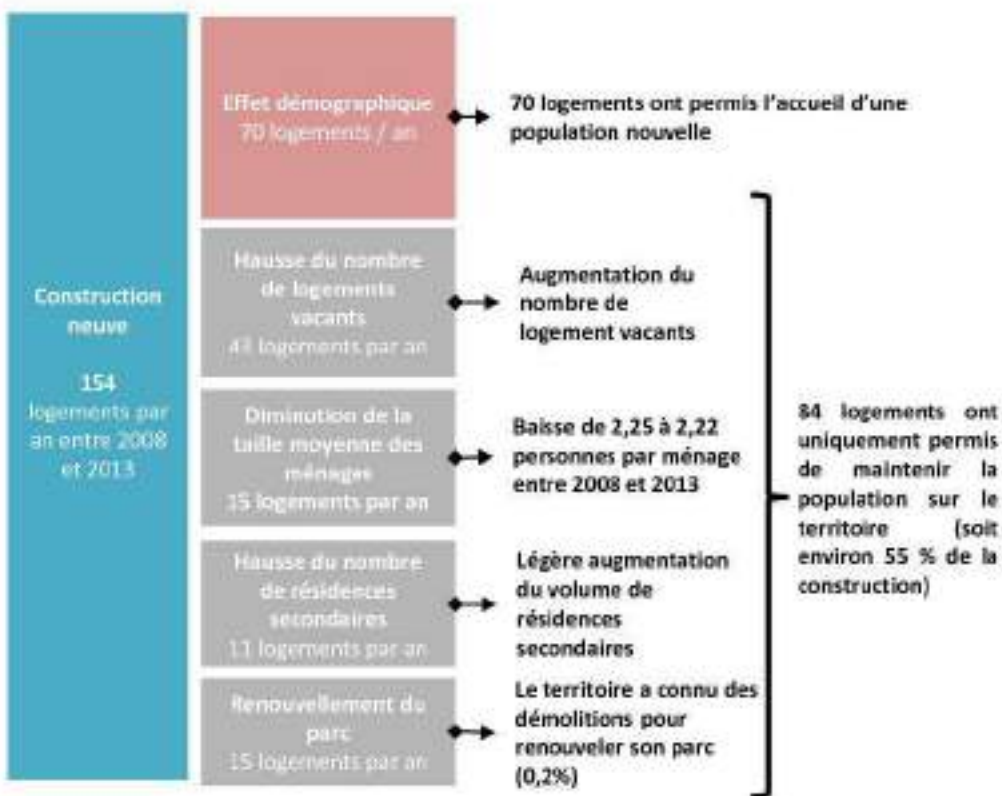 Construction
neuve
154
logements par
an entre 2008
et 2013
Effet démographique
70 logements / an
70 logements ont permis l'accueil d'une
population nouvelle
Hausse du nombre
de logements
vacants
43 logements par an
Augmentation du
nombre de
logement vacants
Diminution de la
taille moyenne des
ménages
15 logements par an
Baisse de 2,25 à 2,22
personnes par ménage
entre 2008 et 2013
Hausse du nombre
de résidences
secondaires
11 logements par an
Légère augmentation
du volume de
résidences
secondaires
Renouvellement du
parc
15 logements par an
Le territoire a connu des
démolitions pour
renouveler son parc
(0,2%)
84 logements ont
uniquement permis
de maintenir la
population sur le
territoire (soit
environ 55 % de la
construction)